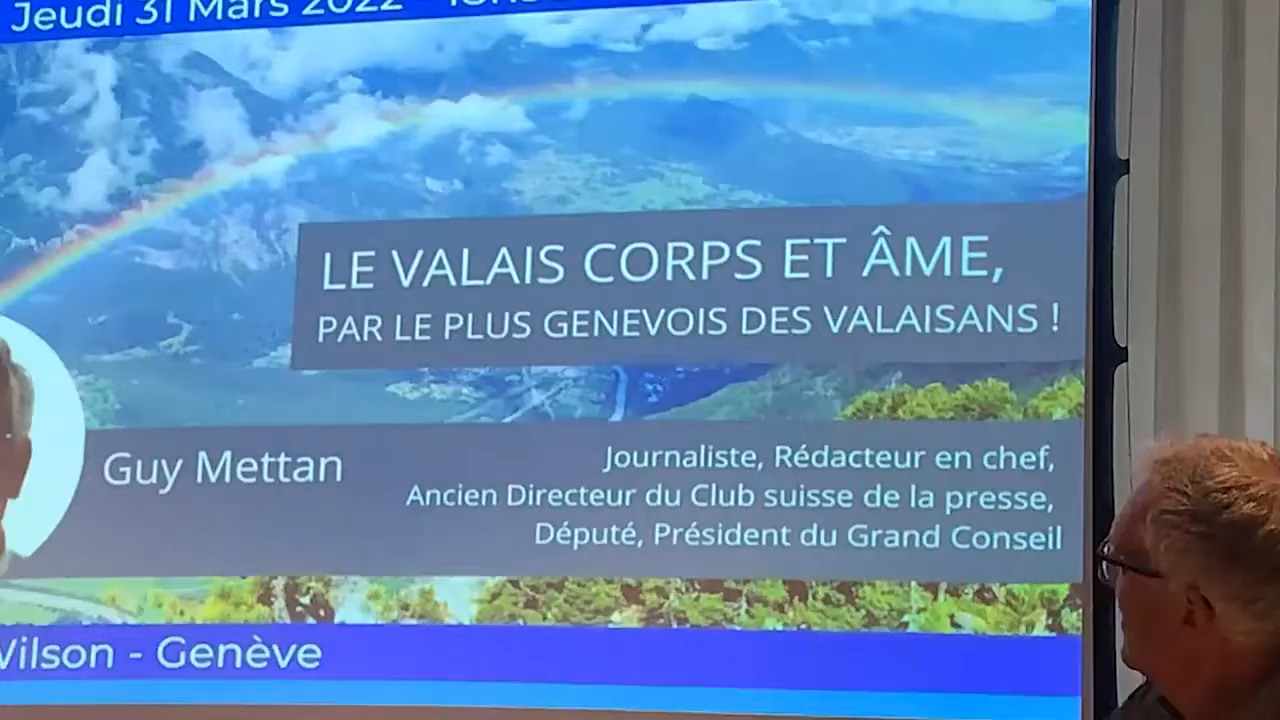 Jeudi 31 Mars 2022 -
LE VALAIS CORPS ET ÂME,
PAR LE PLUS GENEVOIS DES VALAISANS !
Guy Mettan
Journaliste, Rédacteur en chef,
Ancien Directeur du Club suisse de la presse,
Député, Président du Grand Conseil
Wilson - Genève